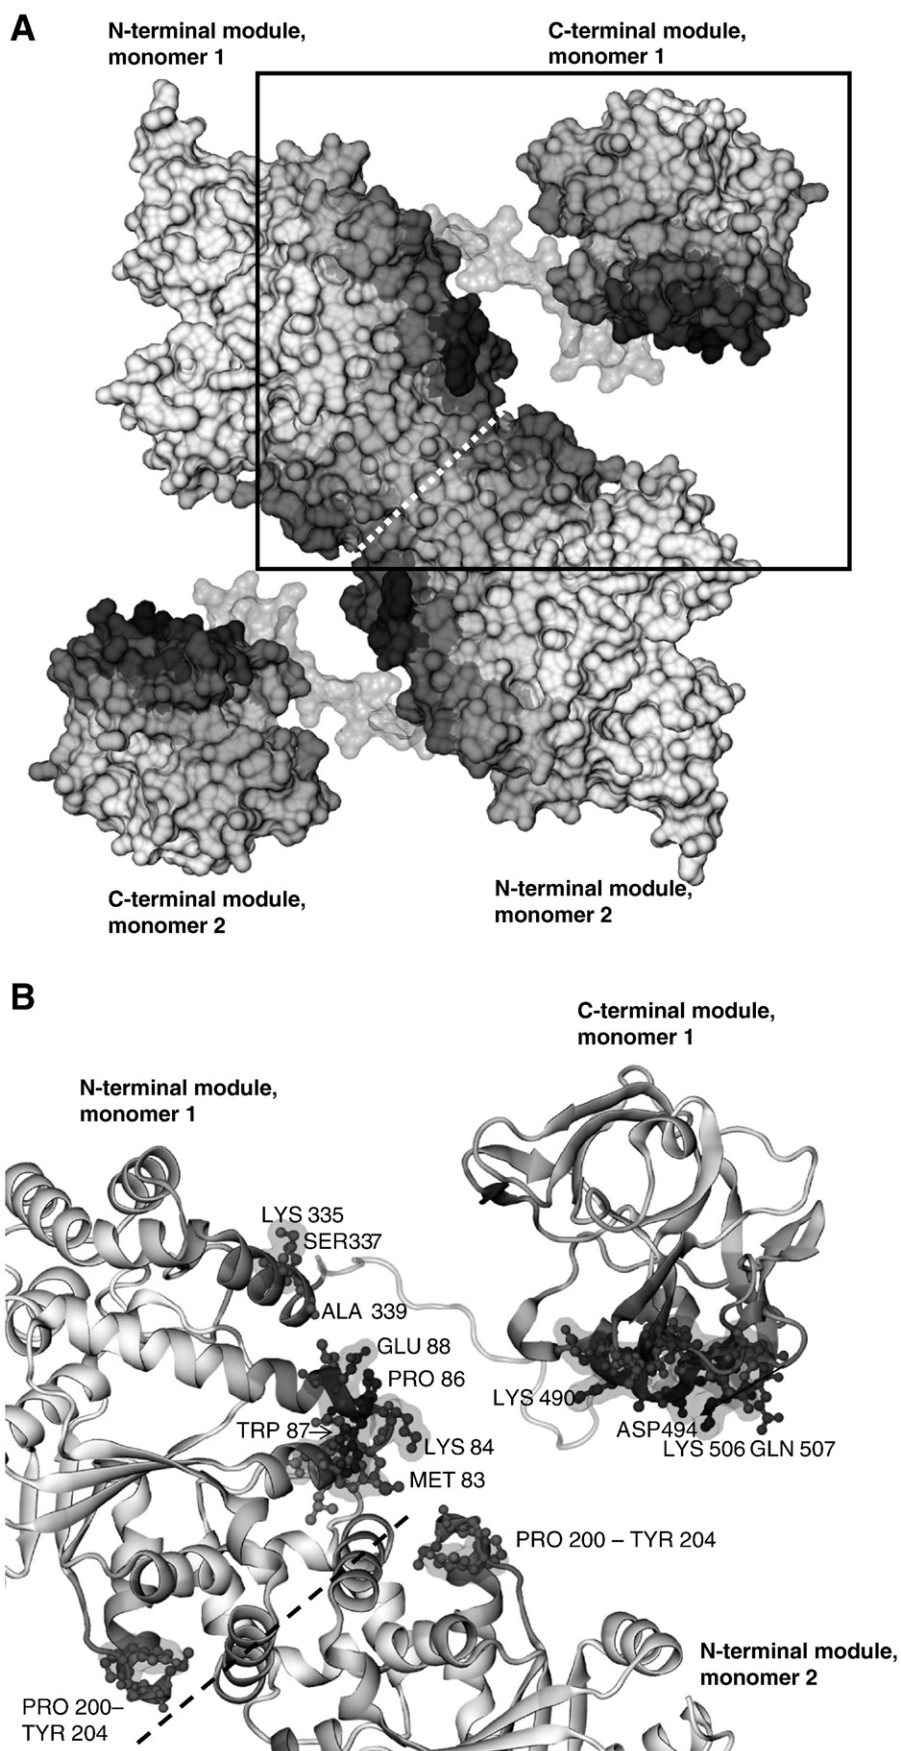 A
N-terminal module,
monomer 1
C-terminal module,
monomer 1
C-terminal module,
monomer 2
N-terminal module,
monomer 2
B
C-terminal module,
monomer 1
N-terminal module,
monomer 1
LYS 335
SER337
ALA 339
GLU 88
PRO 86
LYS 490
TRP 87
ASP494
LYS 84
LYS 506 GLN 507
MET 83
PRO 200 – TYR 204
N-terminal module,
monomer 2
PRO 200–
TYR 204